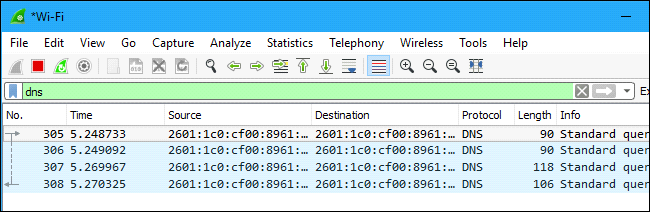 *Wi-Fi
File Edit View Go Capture Analyze Statistics Telephony Wireless Tools Help
dns
No. Time Source Destination Protocol Length Info
305 5.248733 2601:1c0:cf00:8961:… 2601:1c0:cf00:8961:… DNS 90 Standard quer
306 5.249092 2601:1c0:cf00:8961:… 2601:1c0:cf00:8961:… DNS 90 Standard quer
307 5.269967 2601:1c0:cf00:8961:… 2601:1c0:cf00:8961:… DNS 118 Standard quer
308 5.270325 2601:1c0:cf00:8961:… 2601:1c0:cf00:8961:… DNS 106 Standard quer